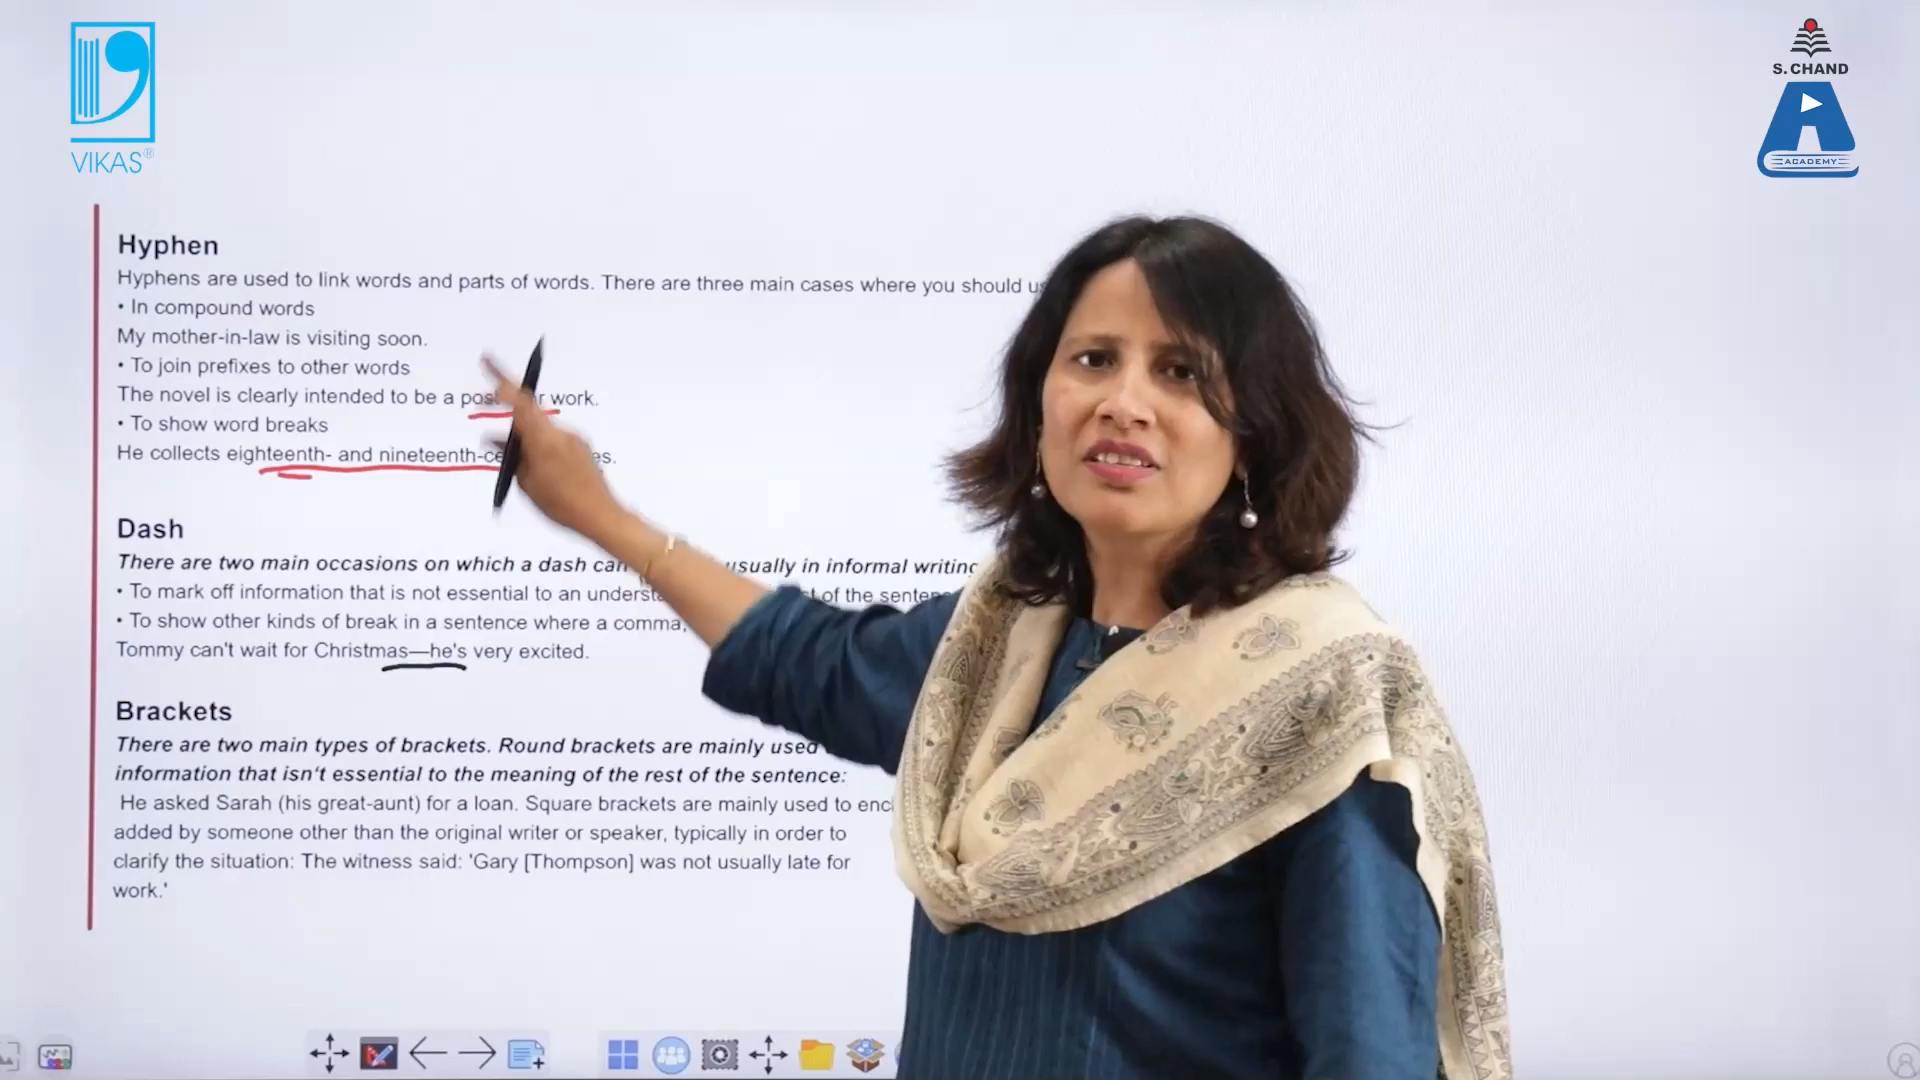 VIKAS®
S. CHAND
ACADEMY
Hyphen
Hyphens are used to link words and parts of words. There are three main cases where you should
• In compound words
My mother-in-law is visiting soon.
• To join prefixes to other words
The novel is clearly intended to be a work.
• To show word breaks
He collects eighteenth- and nineteenth-
Dash
There are two main occasions on which a dash can usually in informal writing
• To mark off information that is not essential to an of the
• To show other kinds of break in a sentence where a comma,
Tommy can't wait for Christmas—he's very excited.
Brackets
There are two main types of brackets. Round brackets are mainly used
information that isn't essential to the meaning of the rest of the sentence:
He asked Sarah (his great-aunt) for a loan. Square brackets are mainly used to
added by someone other than the original writer or speaker, typically in order to
clarify the situation: The witness said: 'Gary [Thompson] was not usually late for
work.'